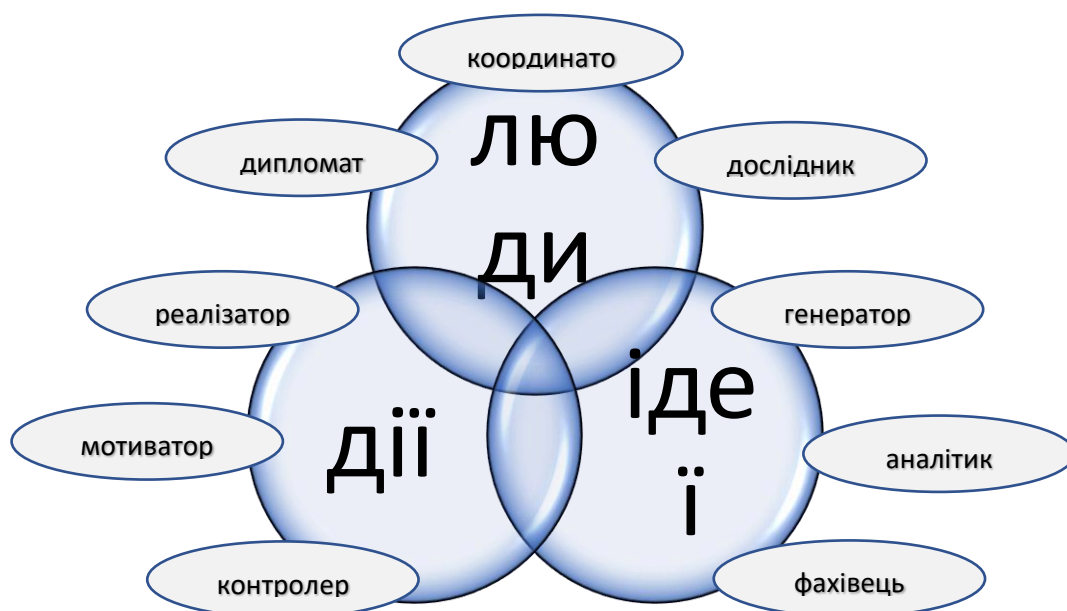 координато
лю
ди
дипломат
дослідник
реалізатор
генератор
іде
ї
дії
мотиватор
аналітик
контролер
фахівець